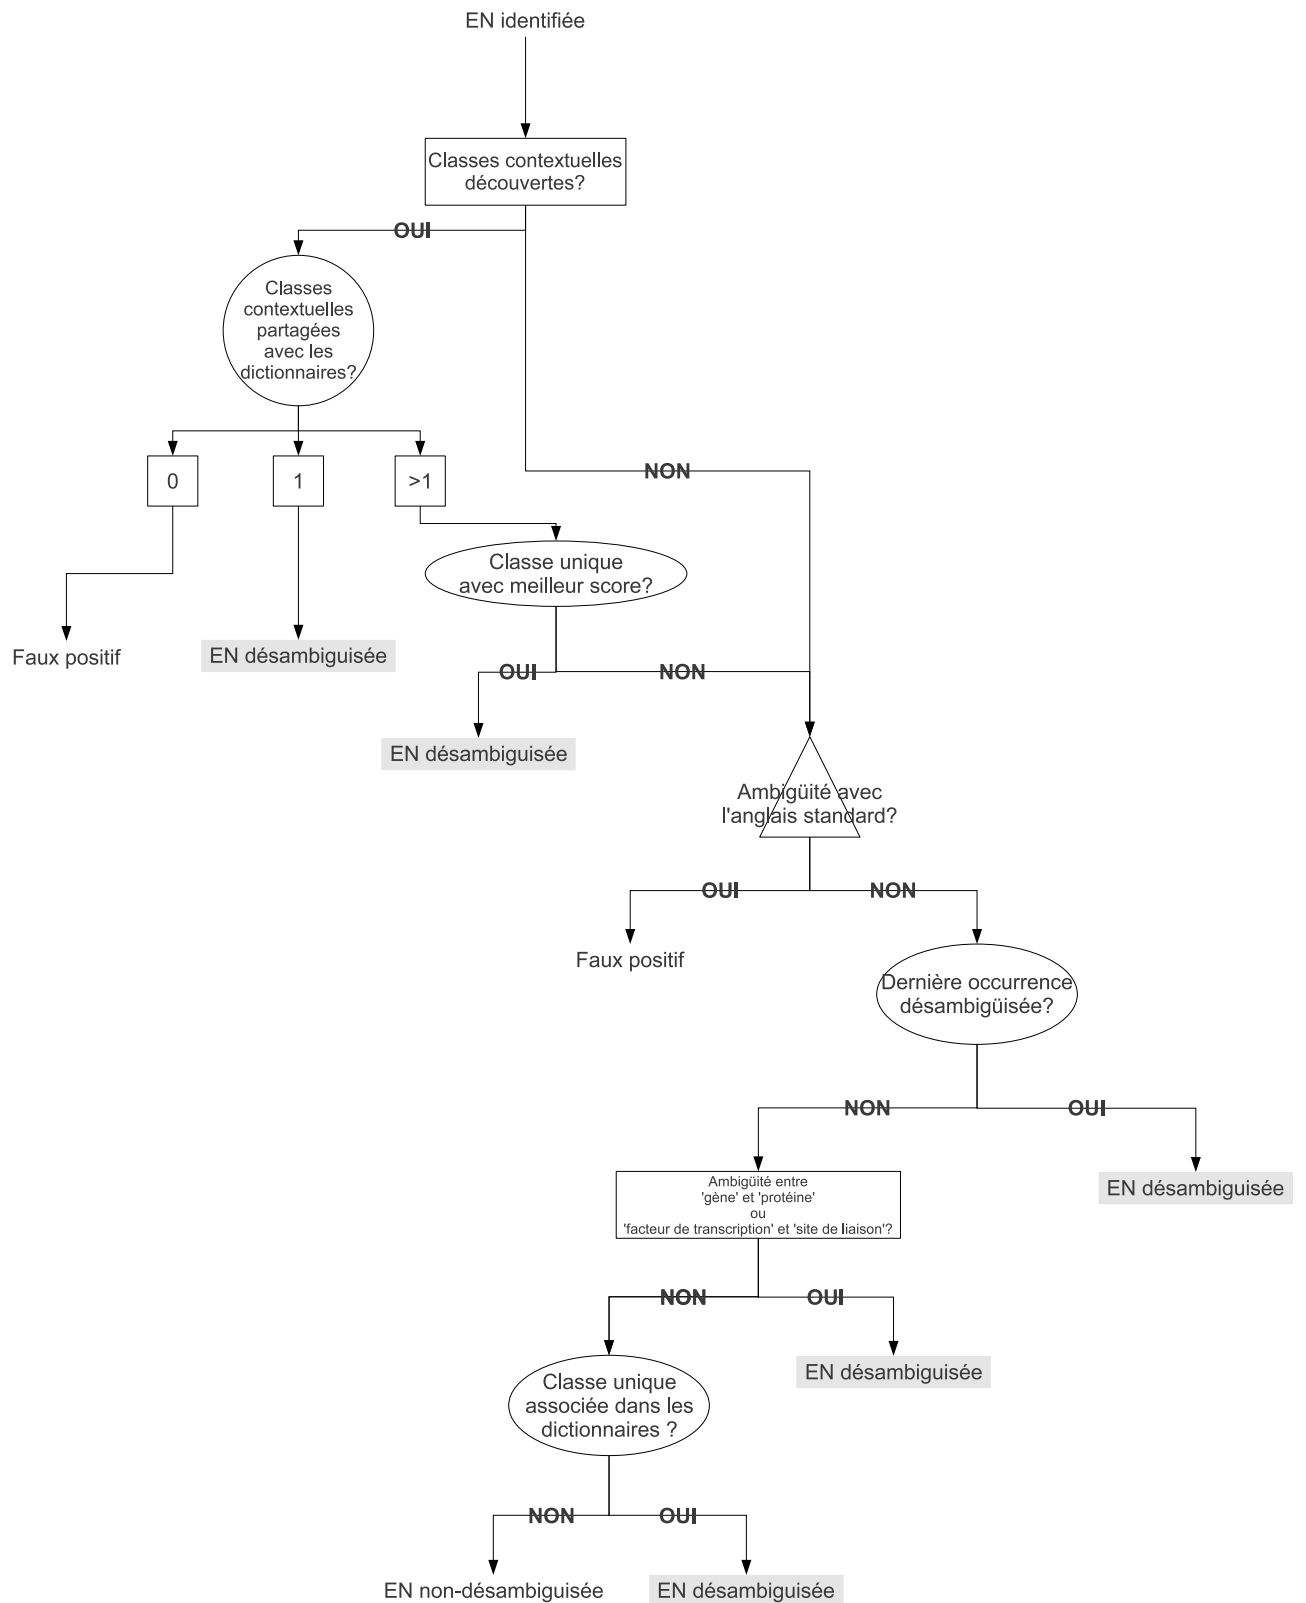 EN identifiée
Classes contextuelles
découvertes?
OUI
Classes
contextuelles
partagées
avec les
dictionnaires?
0
1
>1
NON
Classe unique
avec meilleur score?
Faux positif
EN désambiguisée
OUI
NON
EN désambiguisée
Ambigüité avec
l'anglais standard?
OUI
NON
Faux positif
Dernière occurrence
désambigüisée?
NON
OUI
Ambigüité entre
'gène' et 'protéine'
ou
'facteur de transcription' et 'site de liaison'?
EN désambiguisée
NON
OUI
EN désambiguisée
Classe unique
associée dans les
dictionnaires ?
NON
OUI
EN non-désambiguisée
EN désambiguisée